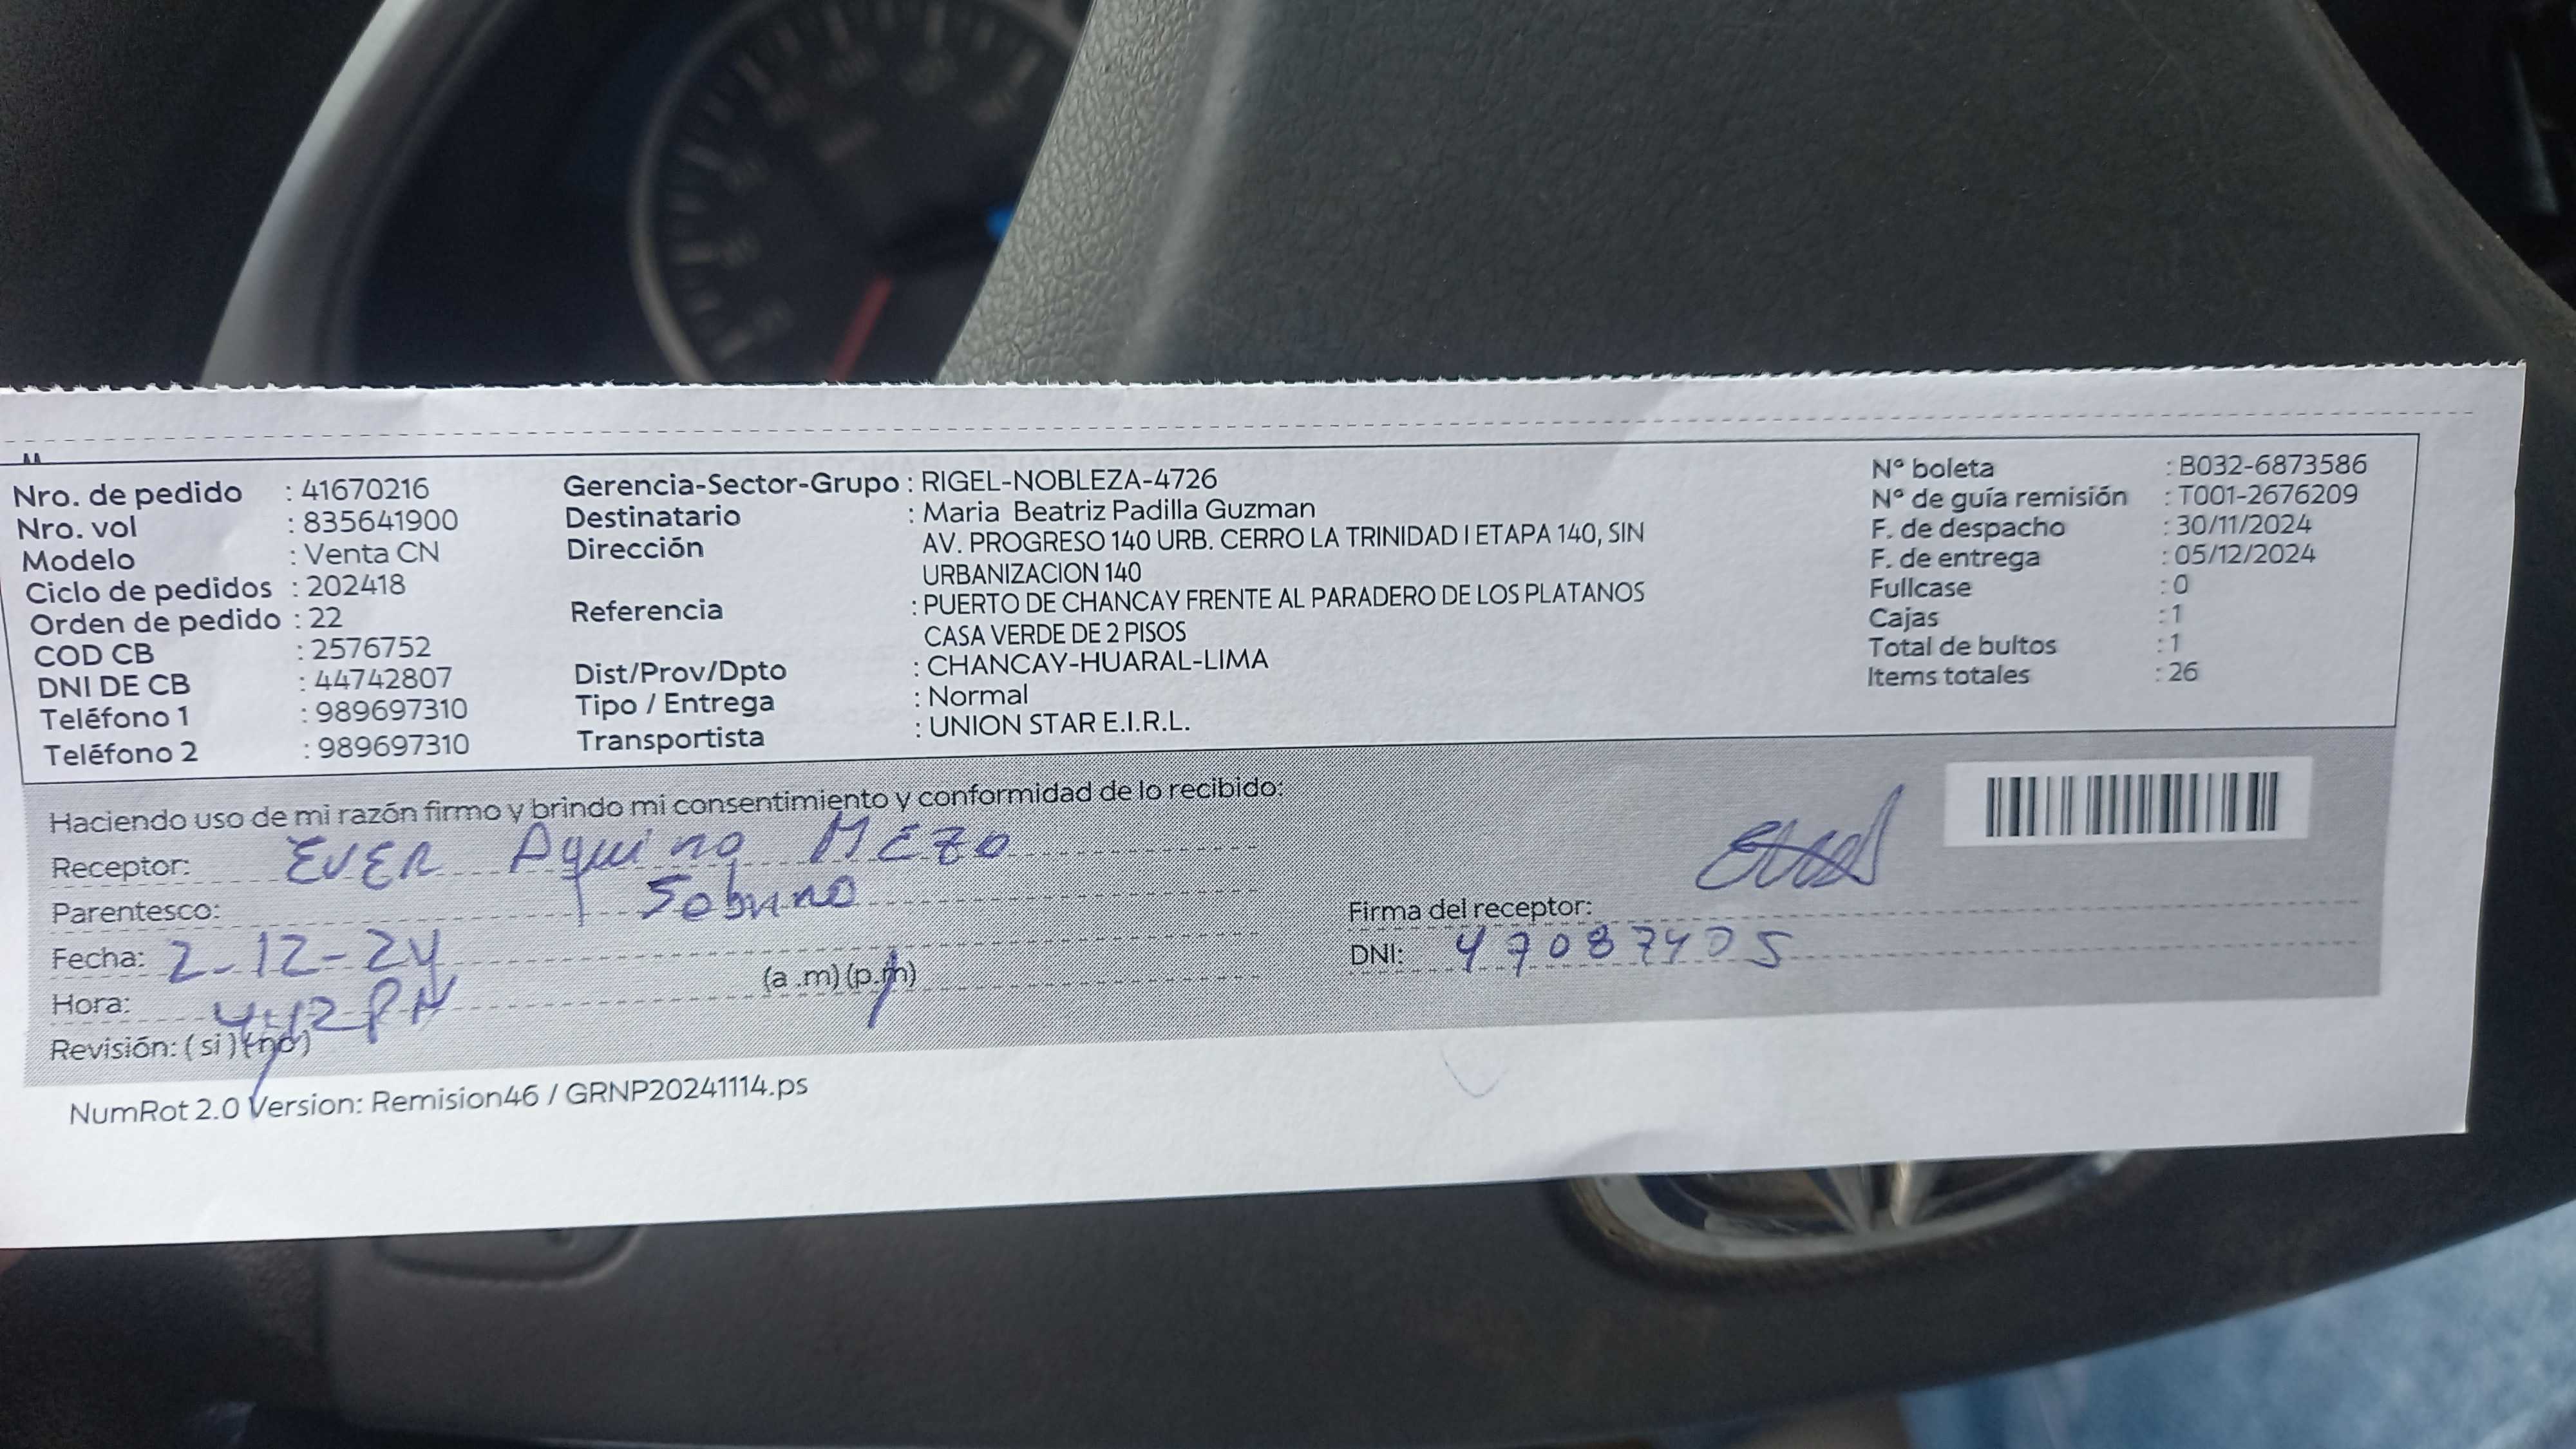 Nro. de pedido : 41670216
Nro. vol : 835641900
Modelo : Venta CN
Ciclo de pedidos : 202418
Orden de pedido : 22
COD CB : 2576752
DNI DE CB : 44742807
Teléfono 1 : 989697310
Teléfono 2 : 989697310
Gerencia-Sector-Grupo : RIGEL-NOBLEZA-4726
Destinatario : Maria Beatriz Padilla Guzman
Dirección AV. PROGRESO 140 URB. CERRO LA TRINIDAD I ETAPA 140, SIN
URBANIZACION 140
Referencia : PUERTO DE CHANCAY FRENTE AL PARADERO DE LOS PLATANOS
CASA VERDE DE 2 PISOS
Dist/Prov/Dpto : CHANCAY-HUARAL-LIMA
Tipo / Entrega : Normal
Transportista : UNION STAR E.I.R.L.
Nº boleta : B032-6873586
Nº de guía remisión : T001-2676209
F. de despacho : 30/11/2024
F. de entrega : 05/12/2024
Fullcase : 0
Cajas : 1
Total de bultos : 1
Items totales : 26
Haciendo uso de mi razón firmo y brindo mi consentimiento y conformidad de lo recibido:
Receptor: EVER Aquino MEZO
Parentesco: Sobrino
Fecha: 2-12-24
Hora: 4:12 PM (a .m) (p.m)
Revisión: ( si ) ( no )
Firma del receptor:
DNI: 47087405
NumRot 2.0 Version: Remision46 / GRNP20241114.ps